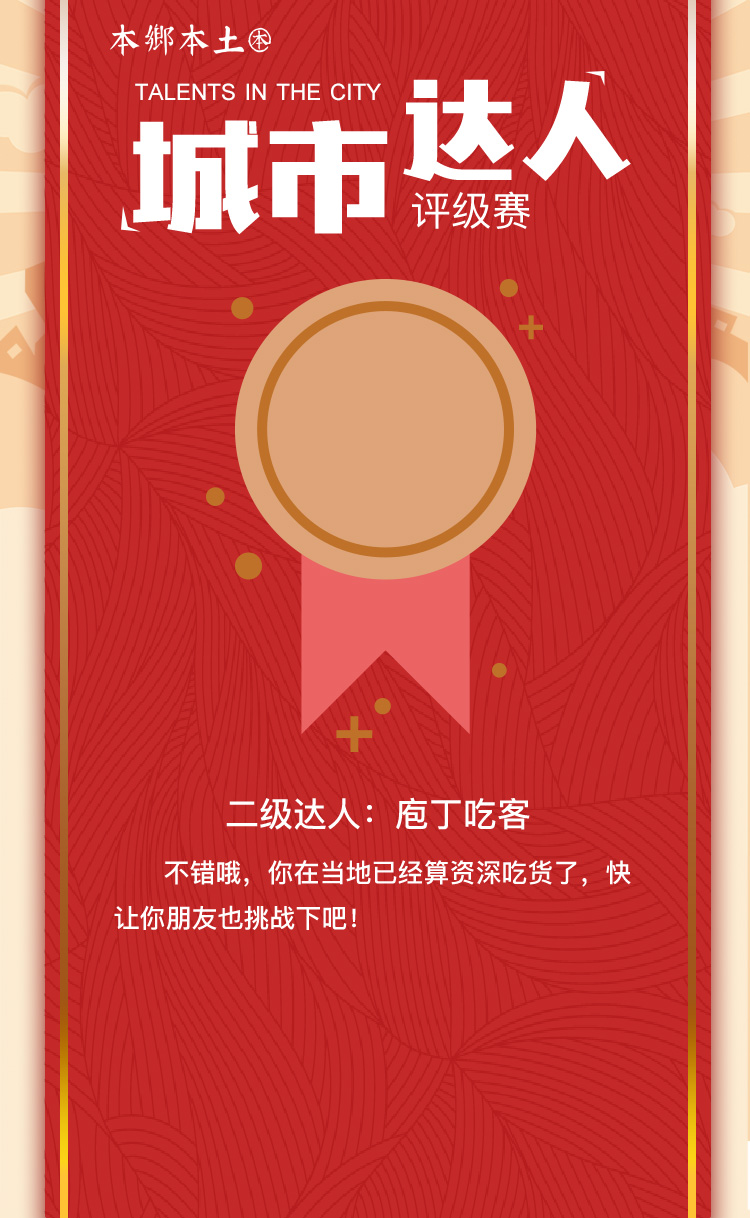 本鄉本土本
TALENTS IN THE CITY
城市达人
评级赛
二级达人：庖丁吃客
不错哦，你在当地已经算资深吃货了，快
让你朋友也挑战下吧！